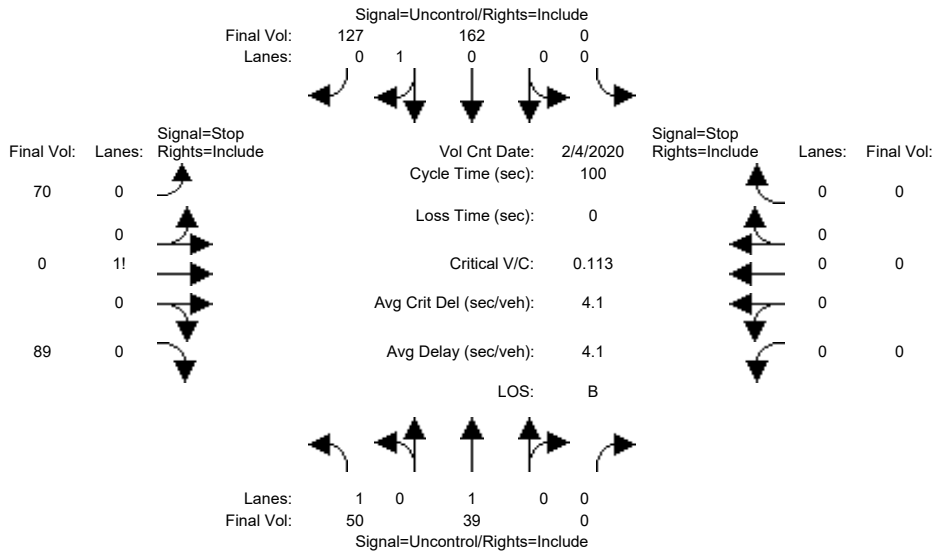 Signal=Uncontrol/Rights=Include
Final Vol: 127 162 0
Lanes: 0 1 0 0 0
Signal=Stop
Final Vol: Lanes: Rights=Include
Vol Cnt Date: 2/4/2020
Signal=Stop
Rights=Include Lanes: Final Vol:
Cycle Time (sec): 100
70 0
0 0
Loss Time (sec): 0
0
0
0 1!
Critical V/C: 0.113
0 0
0
Avg Crit Del (sec/veh): 4.1
0
89 0
Avg Delay (sec/veh): 4.1
0 0
LOS: B
Lanes: 1 0 1 0 0
Final Vol: 50 39 0
Signal=Uncontrol/Rights=Include